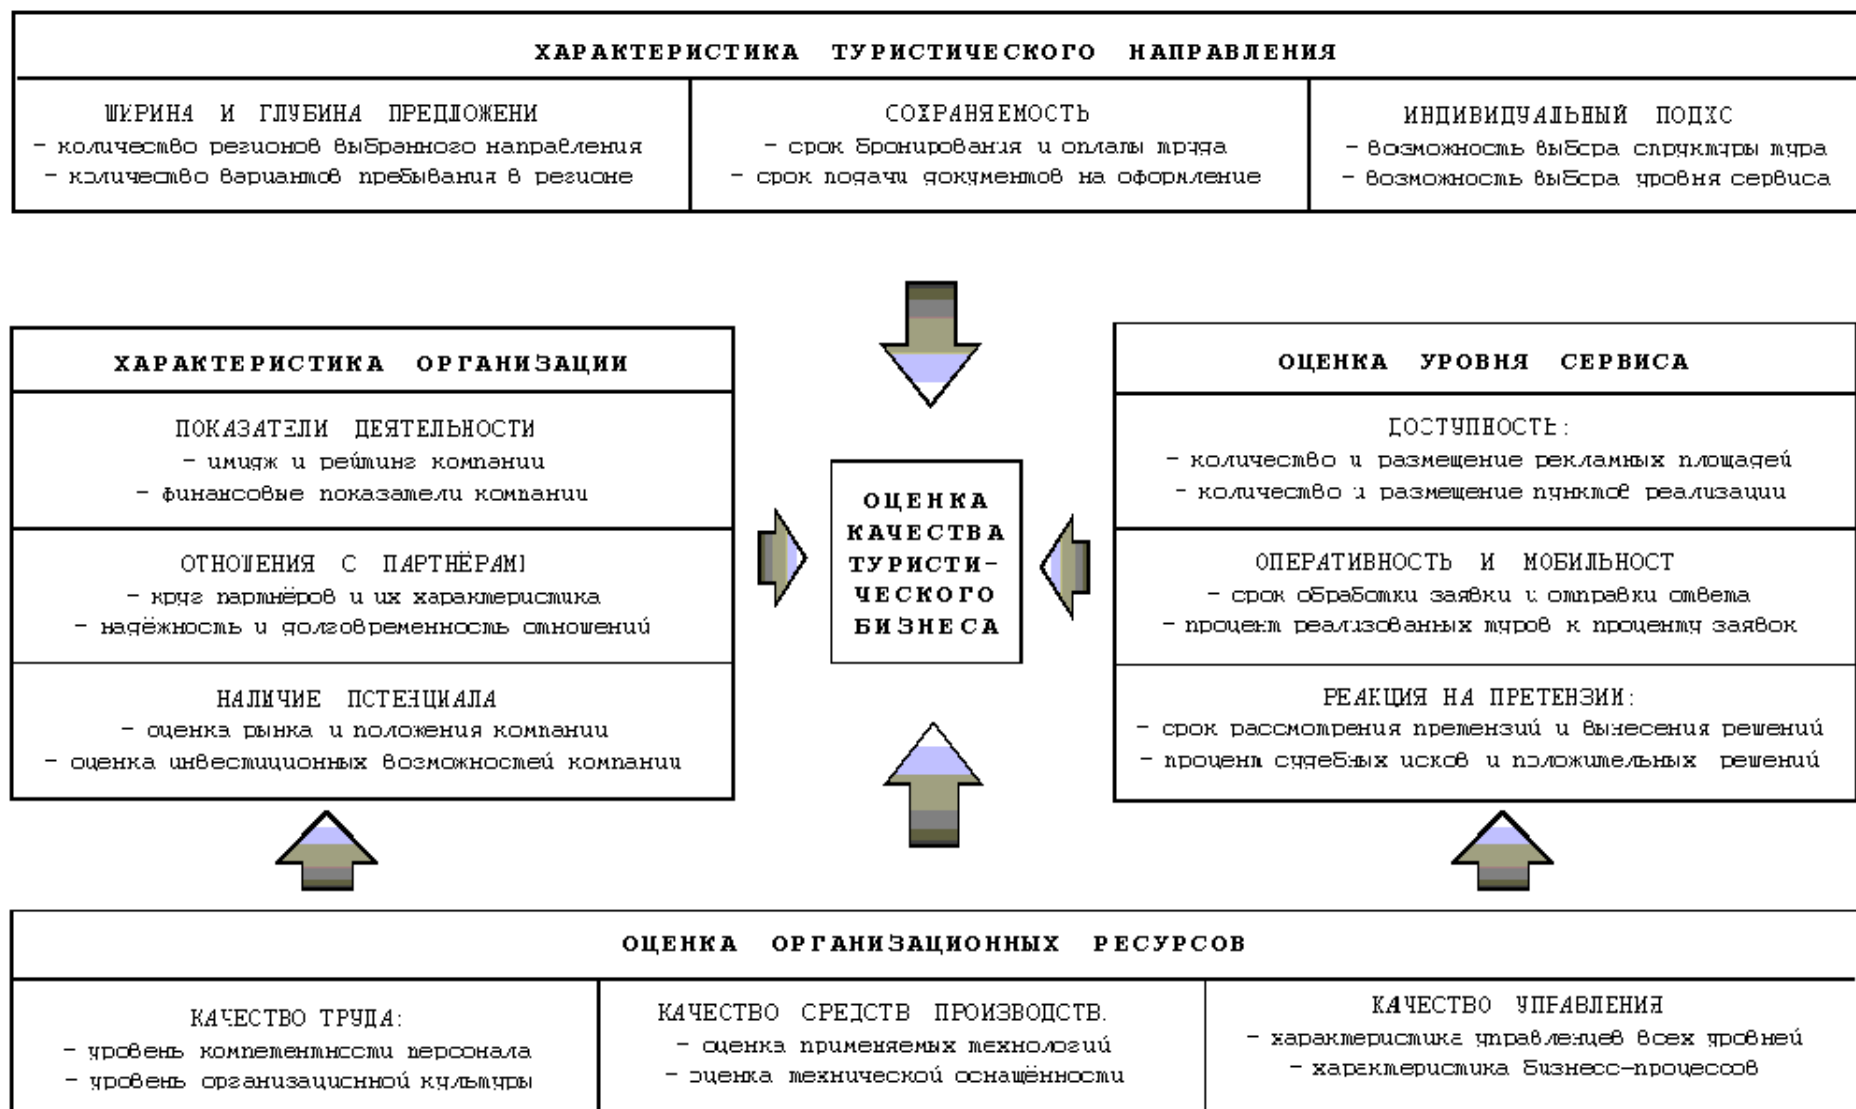 ХАРАКТЕРИСТИКА ТУРИСТИЧЕСКОГО НАПРАВЛЕНИЯ
ШИРИНА И ГЛУБИНА ПРЕДЛОЖЕНИ
- количество регионов выбранного направления
- количество вариантов пребывания в регионе
СОХРАНЯЕМОСТЬ
- срок бронирования и оплаты труда
- срок подачи документов на оформление
ИНДИВИДУАЛЬНЫЙ ПОДХО
- возможность выбора структуры тура
- возможность выбора уровня сервиса
ХАРАКТЕРИСТИКА ОРГАНИЗАЦИИ
ПОКАЗАТЕЛИ ДЕЯТЕЛЬНОСТИ
- имидж и рейтинг компании
- финансовые показатели компании
ОТНОШЕНИЯ С ПАРТНЁРАМИ
- круг партнёров и их характеристика
- надёжность и долговременность отношений
НАЛИЧИЕ ПОТЕНЦИАЛА
- оценка рынка и положения компании
- оценка инвестиционных возможностей компании
ОЦЕНКА
КАЧЕСТВА
ТУРИСТИ-
ЧЕСКОГО
БИЗНЕСА
ОЦЕНКА УРОВНЯ СЕРВИСА
ДОСТУПНОСТЬ:
- количество и размещение рекламных площадей
- количество и размещение пунктов реализации
ОПЕРАТИВНОСТЬ И МОБИЛЬНОСТ
- срок обработки заявки и отправки ответа
- процент реализованных туров к проценту заявок
РЕАКЦИЯ НА ПРЕТЕНЗИИ:
- срок рассмотрения претензий и вынесения решений
- процент судебных исков и положительных решений
ОЦЕНКА ОРГАНИЗАЦИОННЫХ РЕСУРСОВ
КАЧЕСТВО ТРУДА:
- уровень компетентности персонала
- уровень организационной культуры
КАЧЕСТВО СРЕДСТВ ПРОИЗВОДСТВ.
- оценка применяемых технологий
- оценка технической оснащённости
КАЧЕСТВО УПРАВЛЕНИЯ
- характеристика управленцев всех уровней
- характеристика бизнесс-процессов